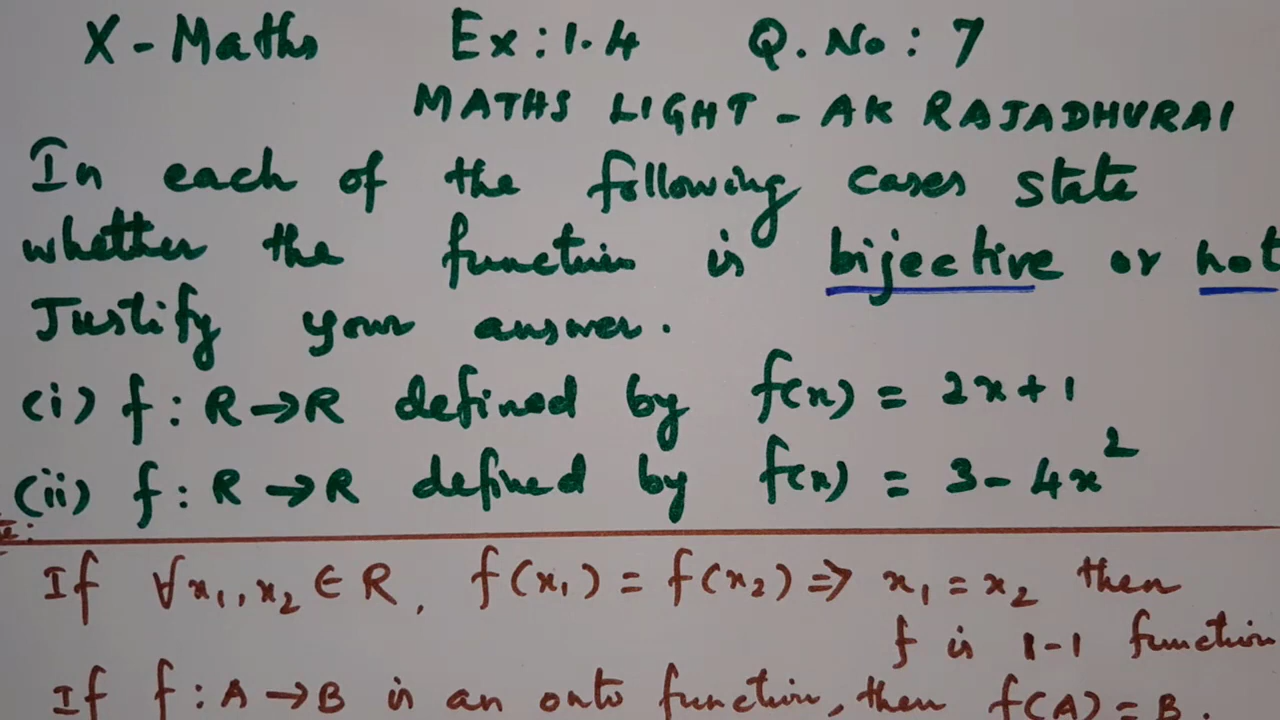 X - Maths Ex : 1.4 Q. No : 7
MATHS LIGHT - AK RAJADHURAI
In each of the following cases state
whether the function is bijective or not
Justify your answer.
(i) f : R → R defined by f(x) = 2x + 1
(ii) f : R → R defined by f(x) = 3 - 4x²
If ∀ x₁, x₂ ∈ R, f(x₁) = f(x₂) ⇒ x₁ = x₂ then
f is 1-1 function
If f : A → B is an onto function, then f(A) = B.